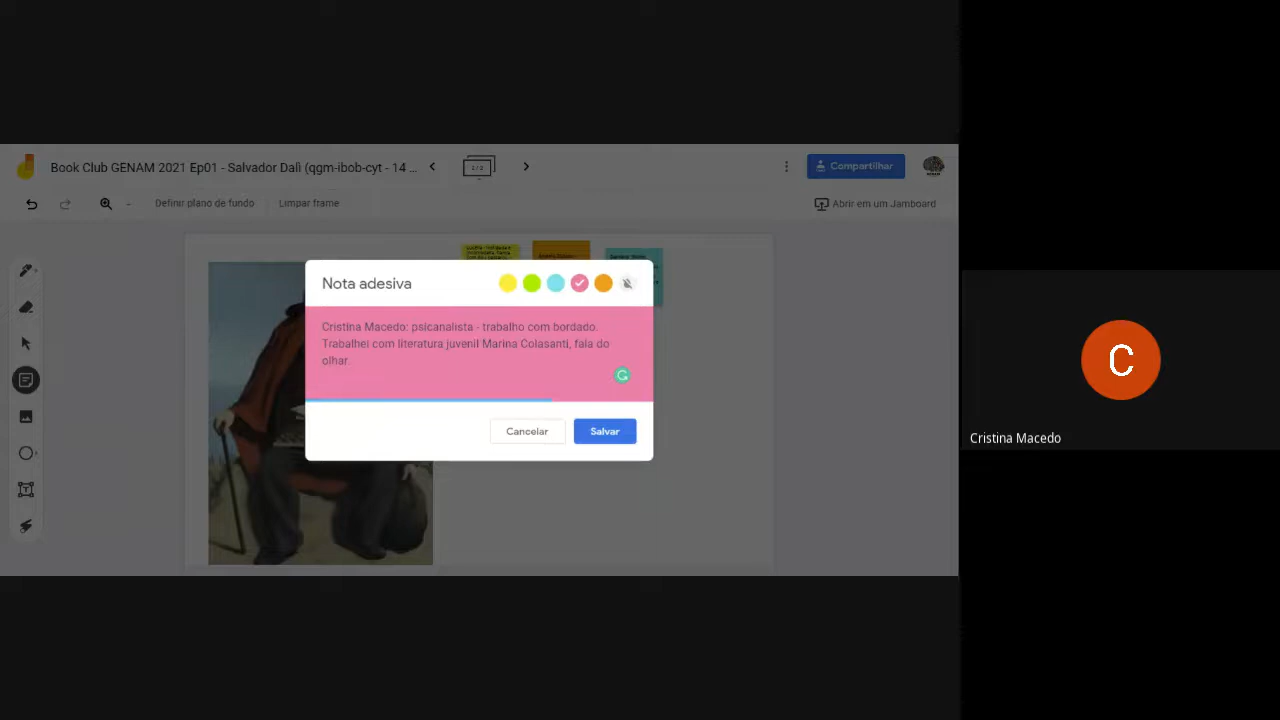 Book Club GENAM 2021 Ep01 - Salvador Dalì (qgm-ibob-cyt - 14 ...
Compartilhar
Definir plano de fundo
Limpar frame
Abrir em um Jamboard
Nota adesiva
Cristina Macedo: psicanalista - trabalho com bordado.
Trabalhei com literatura juvenil Marina Colasanti, fala do
olhar.
Cancelar
Salvar
C
Cristina Macedo